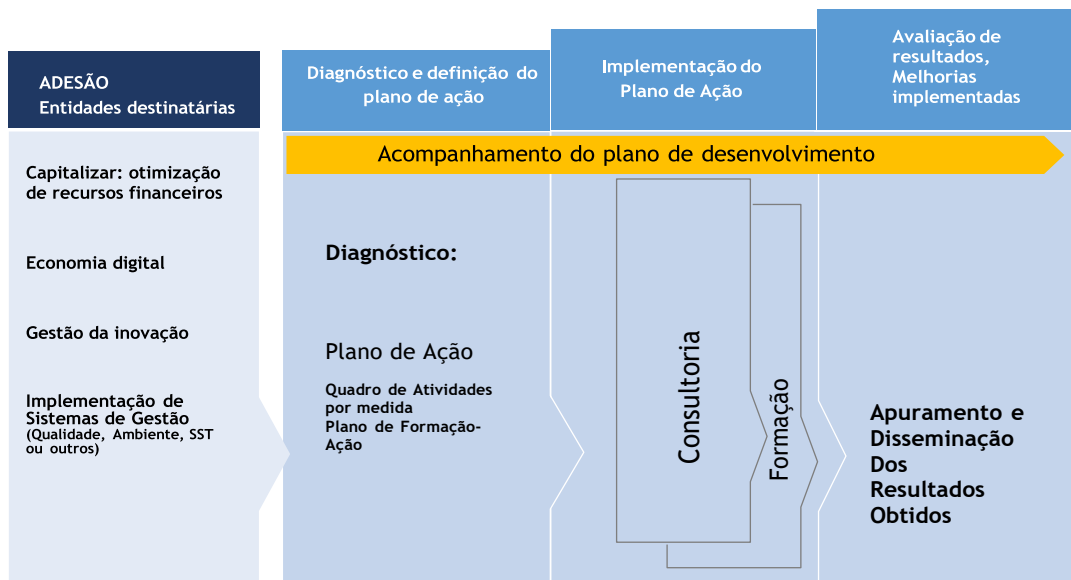 ADESÃO
Entidades destinatárias
Capitalizar: otimização
de recursos financeiros
Economia digital
Gestão da inovação
Implementação de
Sistemas de Gestão
(Qualidade, Ambiente, SST
ou outros)
Diagnóstico e definição do
plano de ação
Implementação do
Plano de Ação
Avaliação de
resultados,
Melhorias
implementadas
Acompanhamento do plano de desenvolvimento
Diagnóstico:
Plano de Ação
Quadro de Atividades
por medida
Plano de Formação-
Ação
Consultoria
Formação
Apuramento e
Disseminação
Dos
Resultados
Obtidos